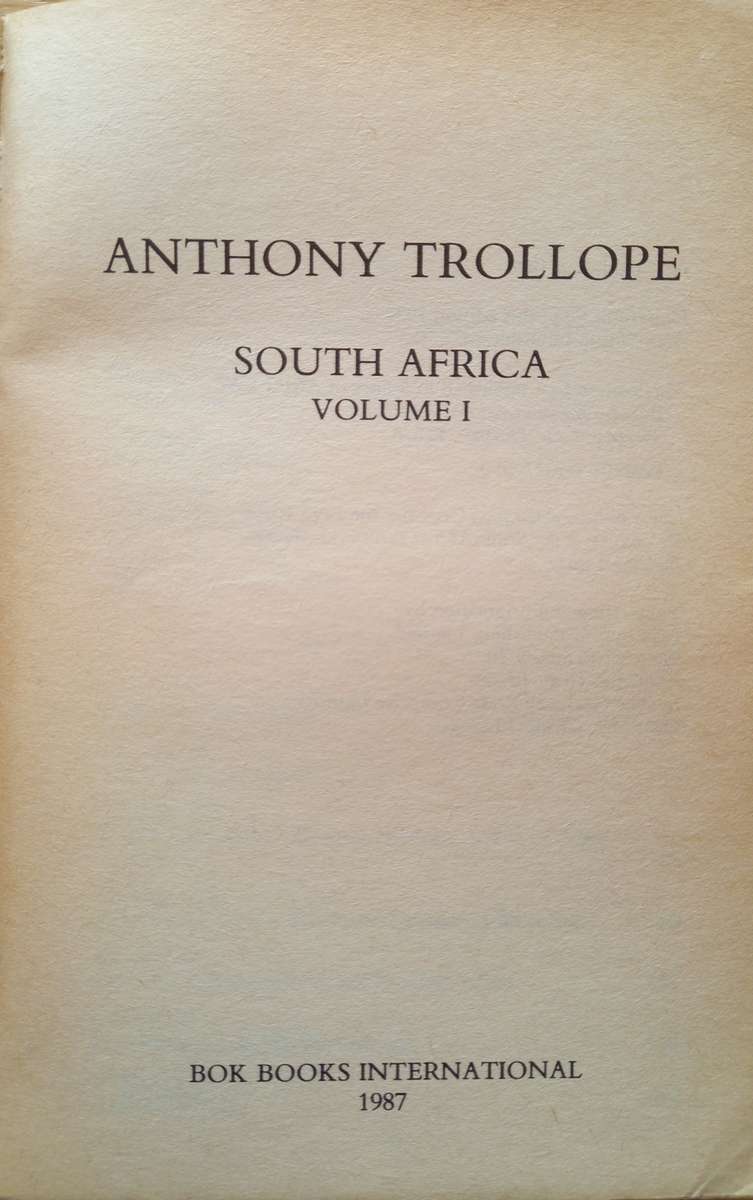 ANTHONY TROLLOPE
SOUTH AFRICA
VOLUME I
BOK BOOKS INTERNATIONAL
1987